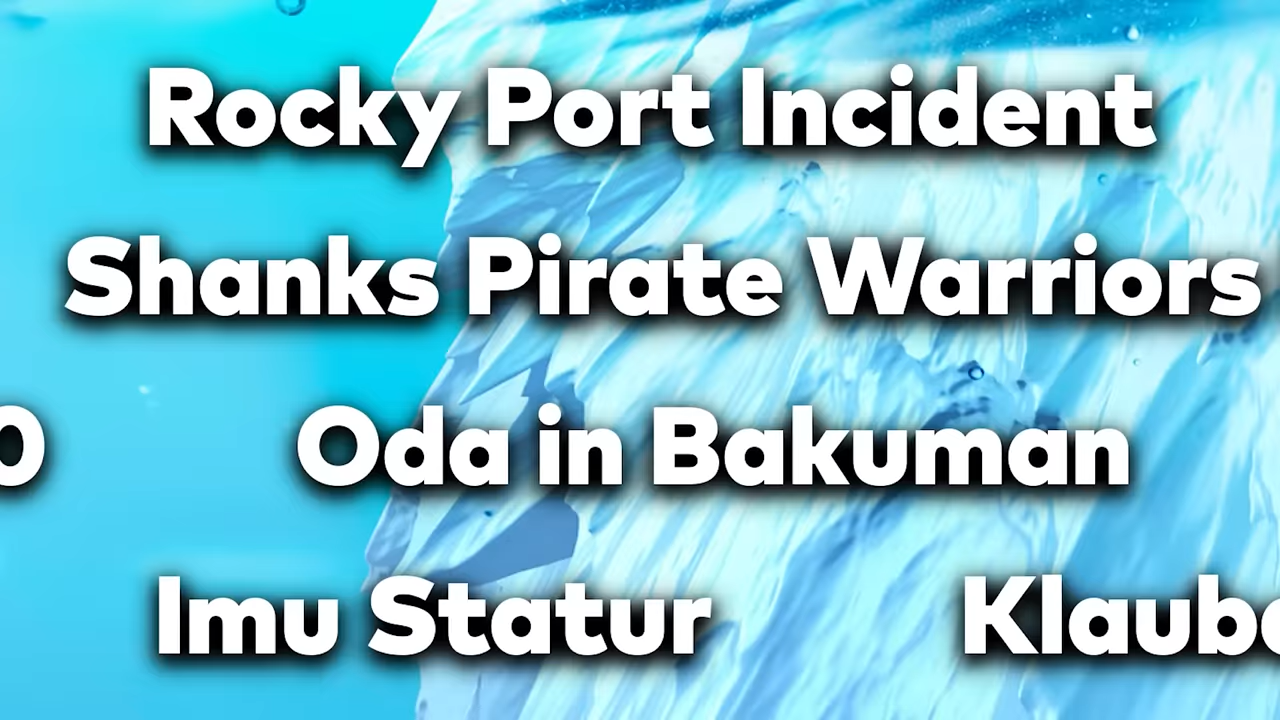 Rocky Port Incident
Shanks Pirate Warriors
Oda in Bakuman
Imu Statur